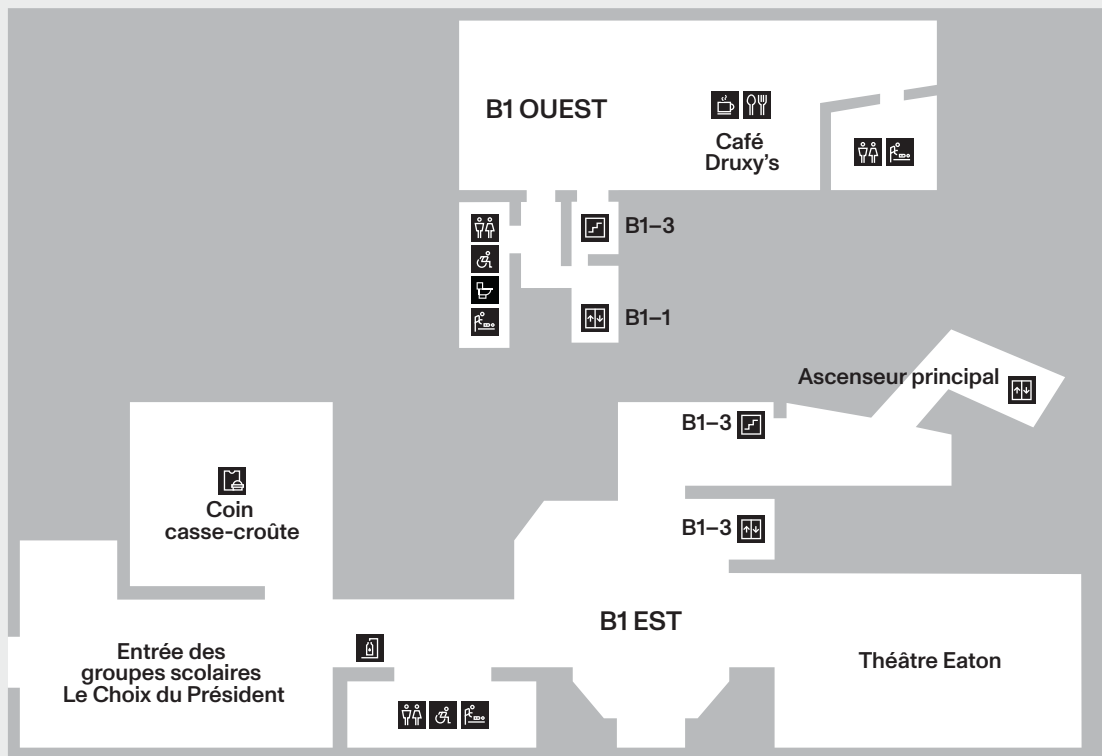 B1 OUEST
Café
Druxy’s
B1–3
B1–1
Ascenseur principal
B1–3
Coin
casse-croûte
B1–3
B1 EST
Entrée des
groupes scolaires
Le Choix du Président
Théâtre Eaton